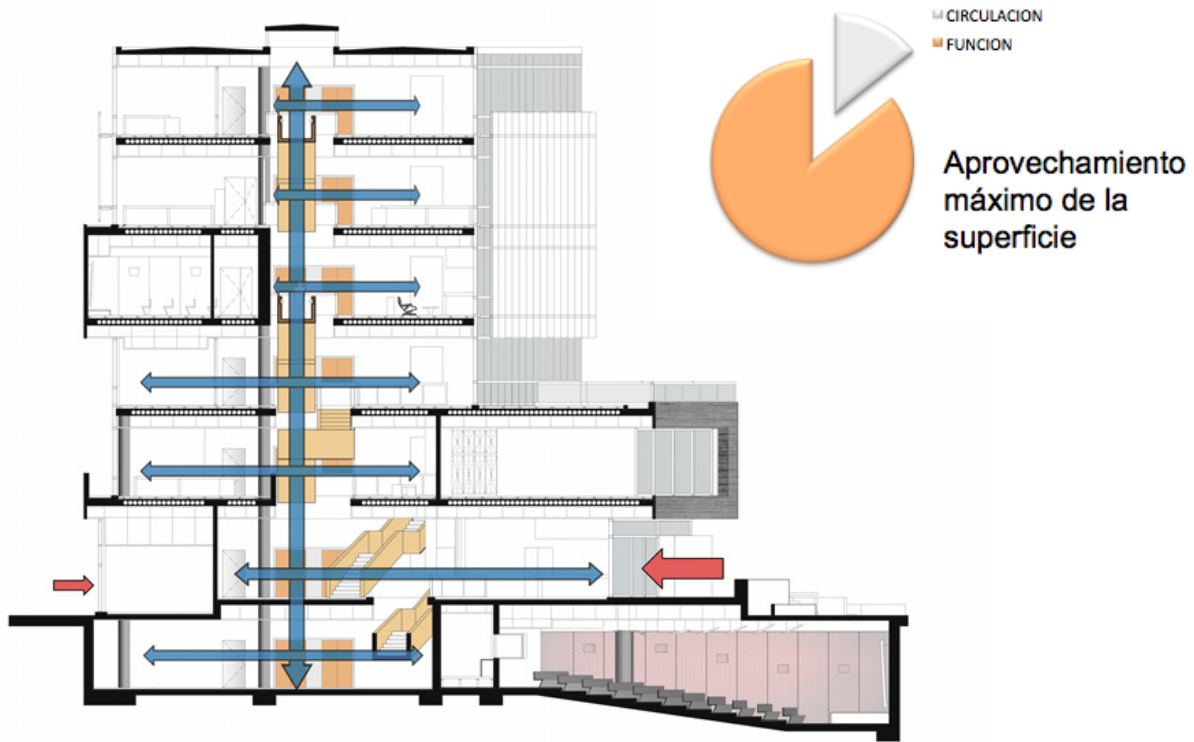 CIRCULACION
FUNCION
Aprovechamiento
máximo de la
superficie